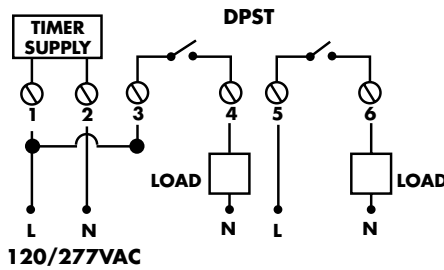 DPST
TIMER
SUPPLY
1 2 3 4 5 6
LOAD LOAD
L N N L N
120/277VAC